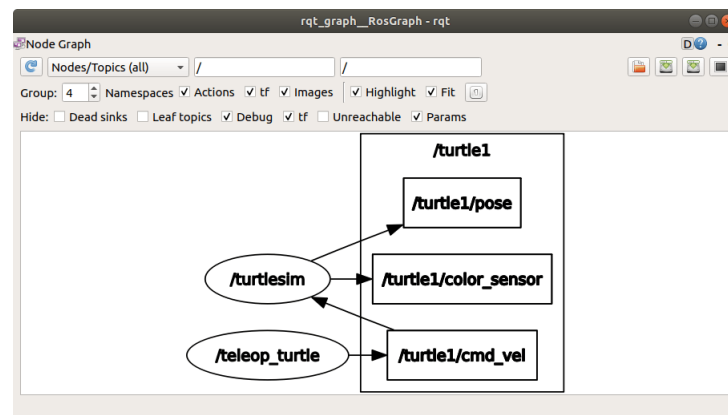 rqt_graph__RosGraph - rqt
Node Graph
D
-
Nodes/Topics (all)
/
/
Group: 4 Namespaces Actions tf Images Highlight Fit
Hide: Dead sinks Leaf topics Debug tf Unreachable Params
/turtle1
/turtle1/pose
/turtlesim
/turtle1/color_sensor
/teleop_turtle
/turtle1/cmd_vel